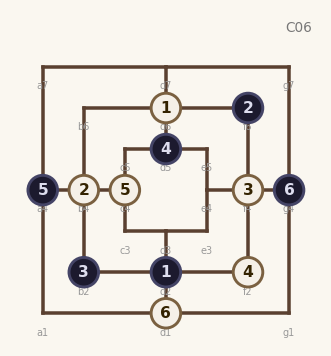 C06
a7 d7 g7
1 2
b6 d6 f6
4
c5 d5 e5
5 2 5 3 6
a4 b4 c4 e4 f4 g4
c3 d3 e3
3 1 4
b2 d2 f2
6
a1 d1 g1